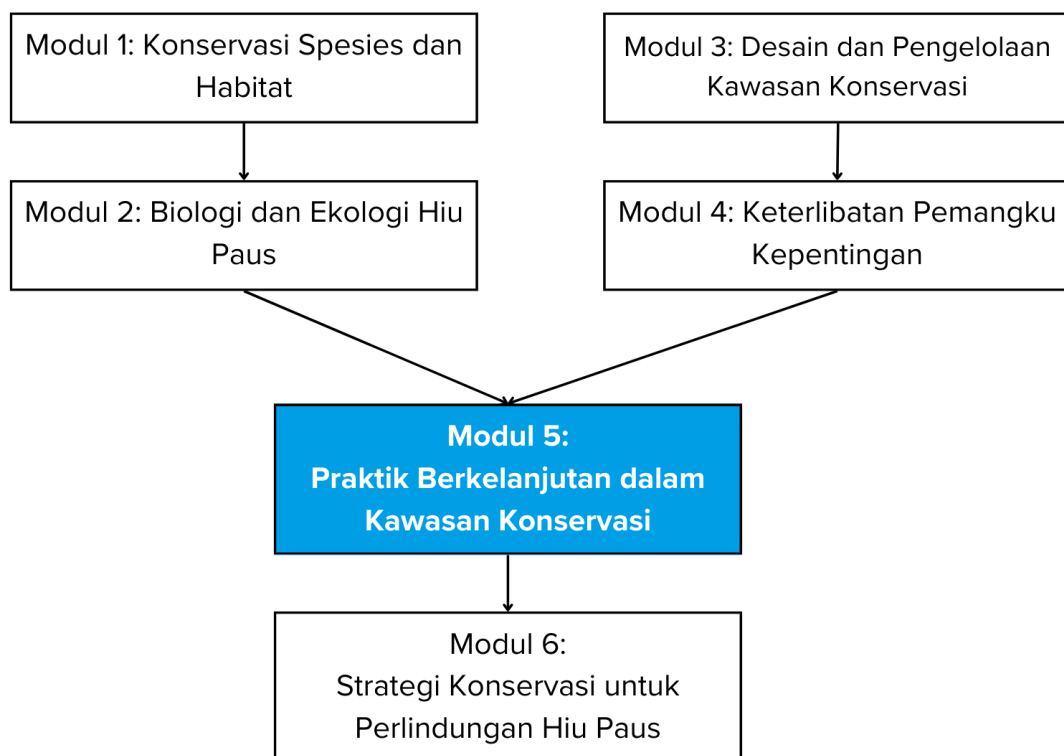 Modul 1: Konservasi Spesies dan
Habitat
Modul 3: Desain dan Pengelolaan
Kawasan Konservasi
Modul 2: Biologi dan Ekologi Hiu
Paus
Modul 4: Keterlibatan Pemangku
Kepentingan
Modul 5:
Praktik Berkelanjutan dalam
Kawasan Konservasi
Modul 6:
Strategi Konservasi untuk
Perlindungan Hiu Paus